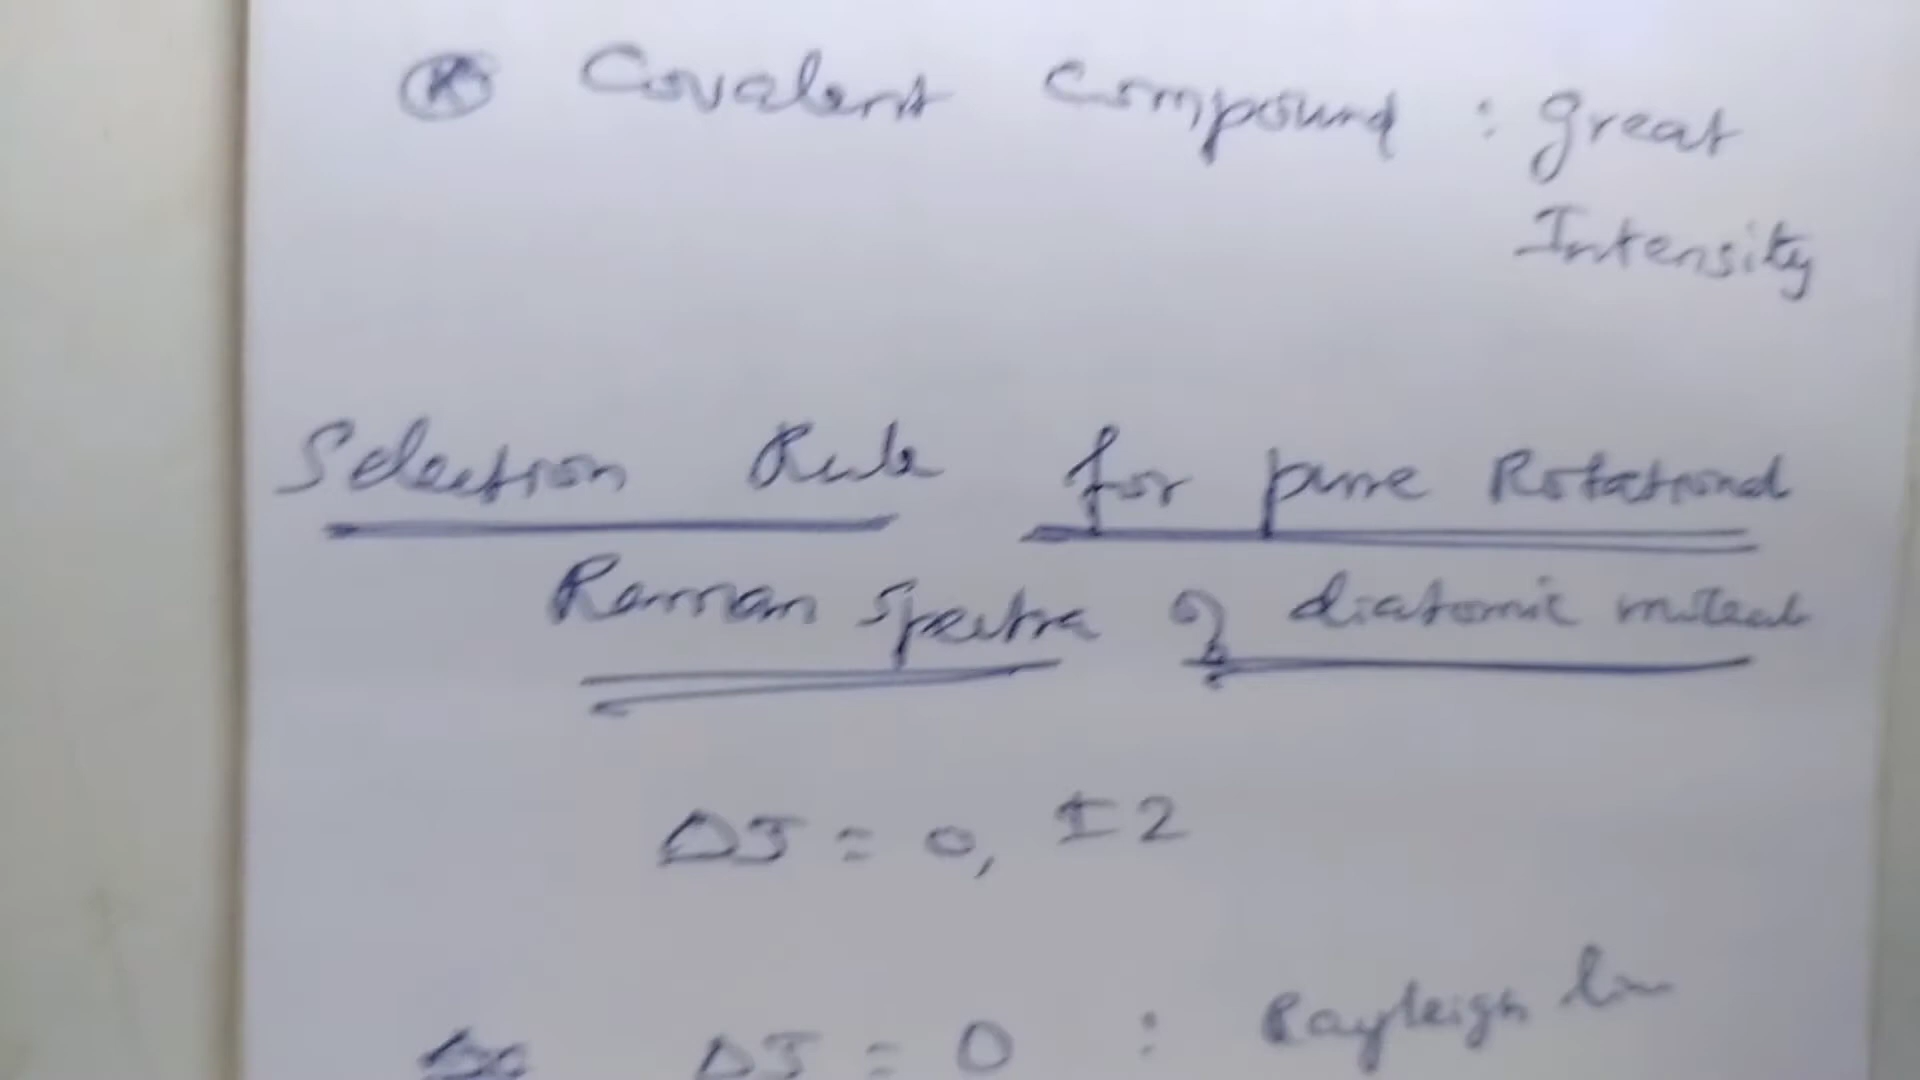 Covalent Compound : great
Intensity
Selection Rule for pure Rotational
Raman Spectra of diatomic
ΔJ = 0, ±2
ΔJ = 0 : Rayleigh